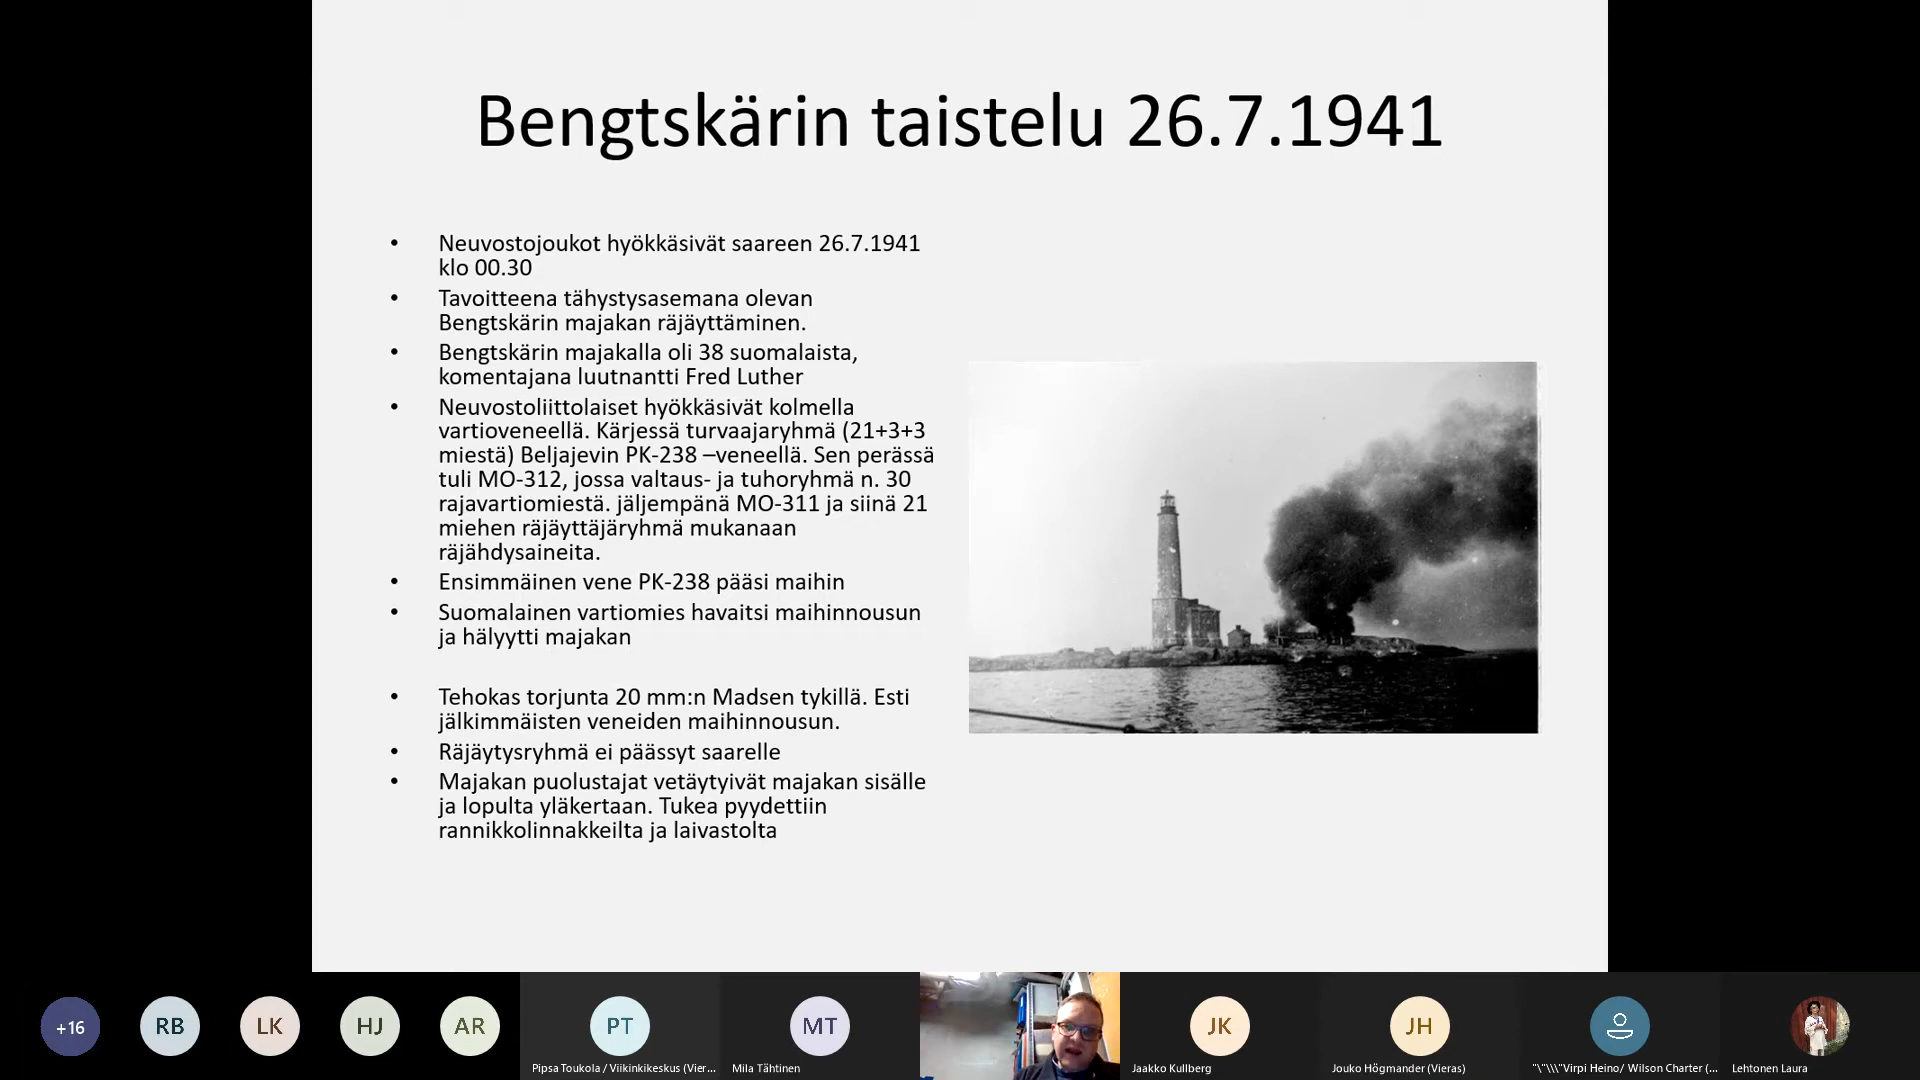 Bengtskärin taistelu 26.7.1941
• Neuvostojoukot hyökkäsivät saareen 26.7.1941
klo 00.30
• Tavoitteena tähystysasemana olevan
Bengtskärin majakan räjäyttäminen.
• Bengtskärin majakalla oli 38 suomalaista,
komentajana luutnantti Fred Luther
• Neuvostoliittolaiset hyökkäsivät kolmella
vartioveneellä. Kärjessä turvaajaryhmä (21+3+3
miestä) Beljajevin PK-238 –veneellä. Sen perässä
tuli MO-312, jossa valtaus- ja tuhoryhmä n. 30
rajavartiomiestä. jäljempänä MO-311 ja siinä 21
miehen räjäyttäjäryhmä mukanaan
räjähdysaineita.
• Ensimmäinen vene PK-238 pääsi maihin
• Suomalainen vartiomies havaitsi maihinnousun
ja hälyytti majakan
• Tehokas torjunta 20 mm:n Madsen tykillä. Esti
jälkimmäisten veneiden maihinnousun.
• Räjäytysryhmä ei päässyt saarelle
• Majakan puolustajat vetäytyivät majakan sisälle
ja lopulta yläkertaan. Tukea pyydettiin
rannikkolinnakkeilta ja laivastolta
+16
RB
LK
HJ
AR
PT
MT
JK
JH
Pipsa Toukola / Viikinkikeskus (Vier...
Mila Tähtinen
Jaakko Kullberg
Jouko Högmander (Vieras)
"\"\\\"Virpi Heino/ Wilson Charter (...
Lehtonen Laura